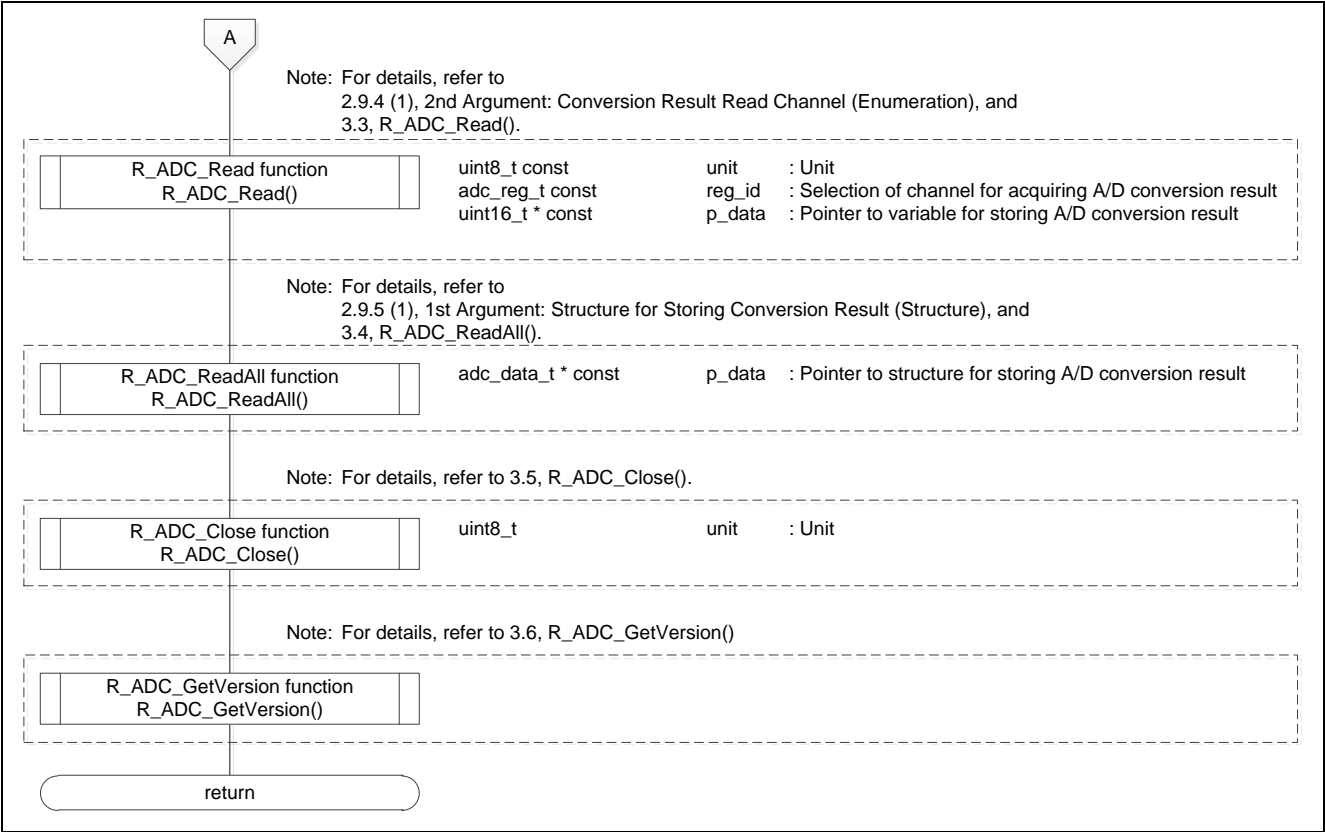 A
Note: For details, refer to
2.9.4 (1), 2nd Argument: Conversion Result Read Channel (Enumeration), and
3.3, R_ADC_Read().
R_ADC_Read function
R_ADC_Read()
uint8_t const unit : Unit
adc_reg_t const reg_id : Selection of channel for acquiring A/D conversion result
uint16_t * const p_data : Pointer to variable for storing A/D conversion result
Note: For details, refer to
2.9.5 (1), 1st Argument: Structure for Storing Conversion Result (Structure), and
3.4, R_ADC_ReadAll().
R_ADC_ReadAll function
R_ADC_ReadAll()
adc_data_t * const p_data : Pointer to structure for storing A/D conversion result
Note: For details, refer to 3.5, R_ADC_Close().
R_ADC_Close function
R_ADC_Close()
uint8_t unit : Unit
Note: For details, refer to 3.6, R_ADC_GetVersion()
R_ADC_GetVersion function
R_ADC_GetVersion()
return